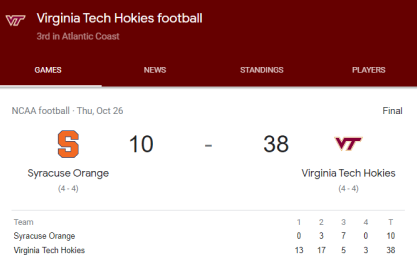 VT Virginia Tech Hokies football
3rd in Atlantic Coast
GAMES NEWS STANDINGS PLAYERS
NCAA football · Thu, Oct 26 Final
S 10 - 38 VT
Syracuse Orange Virginia Tech Hokies
(4 - 4) (4 - 4)
Team 1 2 3 4 T
Syracuse Orange 0 3 7 0 10
Virginia Tech Hokies 13 17 5 3 38